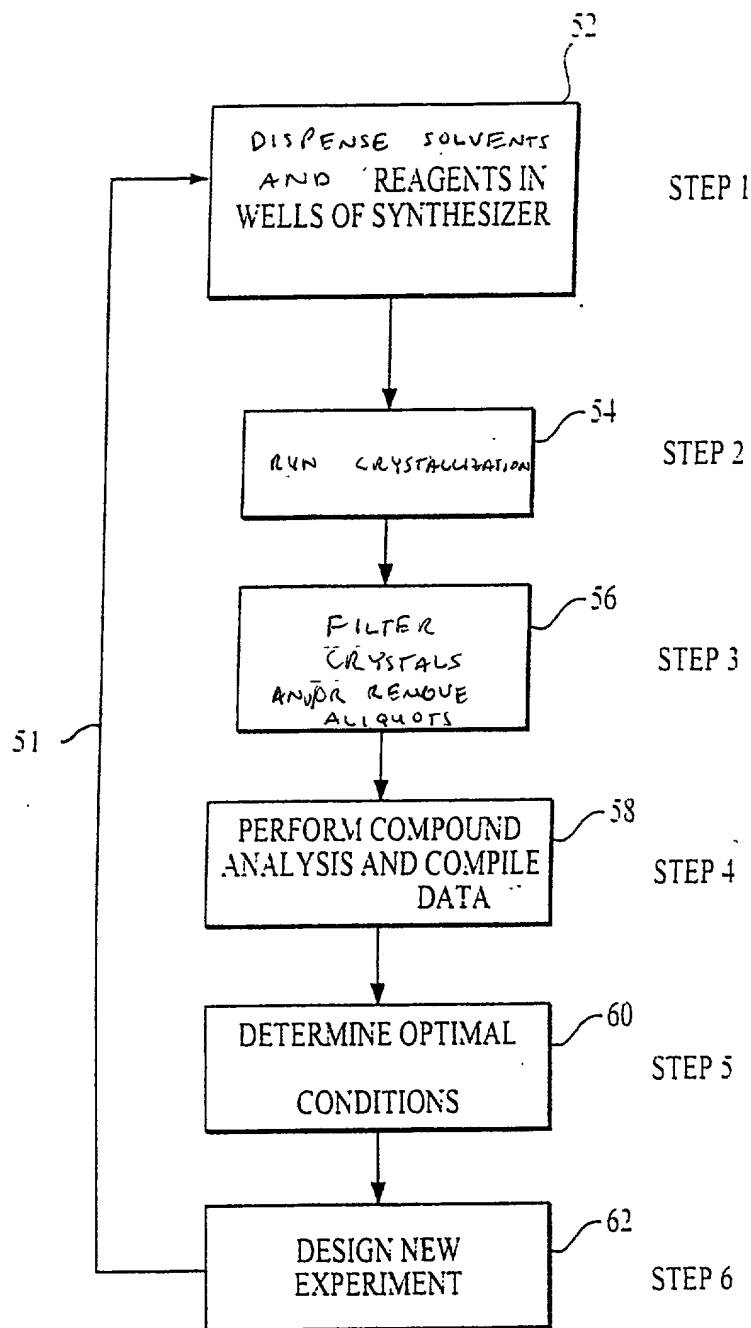 52
DISPENSE SOLVENTS
AND REAGENTS IN
WELLS OF SYNTHESIZER
STEP 1
54
RUN CRYSTALLIZATION
STEP 2
56
FILTER
CRYSTALS
AND/OR REMOVE
ALIQUOTS
STEP 3
51
58
PERFORM COMPOUND
ANALYSIS AND COMPILE
DATA
STEP 4
60
DETERMINE OPTIMAL
CONDITIONS
STEP 5
62
DESIGN NEW
EXPERIMENT
STEP 6